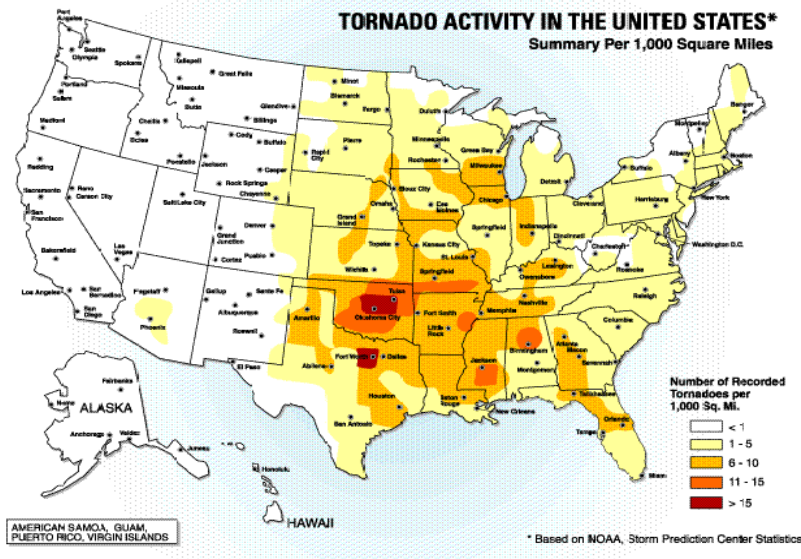 TORNADO ACTIVITY IN THE UNITED STATES*
Summary Per 1,000 Square Miles
Port Angeles
Seattle
Olympia
Spokane
Kalispell
Great Falls
Missoula
Butte
Glendive
Billings
Minot
Bismarck
Fargo
Duluth
Bangor
Portland
Salem
Medford
Challis
Boise
Pocatello
Jackson
Cody
Buffalo
Casper
Rapid City
Pierre
Minneapolis
Rochester
Green Bay
Milwaukee
Montpelier
Albany
Boston
Buffalo
Redding
Sacramento
San Francisco
Reno
Carson City
Salt Lake City
Rock Springs
Cheyenne
Sioux City
Omaha
Des Moines
Chicago
Detroit
Cleveland
Harrisburg
New York
Grand Junction
Denver
Pueblo
Cortez
Grand Island
Topeka
Kansas City
Springfield
Indianapolis
Cincinnati
Charleston
Washington D.C.
Bakersfield
Las Vegas
Wichita
St. Louis
Springfield
Owensboro
Lexington
Roanoke
Los Angeles
San Bernardino
San Diego
Flagstaff
Phoenix
Gallup
Santa Fe
Albuquerque
Roswell
Amarillo
Tulsa
Oklahoma City
Fort Smith
Little Rock
Memphis
Nashville
Raleigh
Columbia
El Paso
Abilene
Fort Worth
Dallas
Jackson
Birmingham
Montgomery
Atlanta
Macon
Savannah
Houston
San Antonio
Baton Rouge
New Orleans
Tallahassee
Orlando
Tampa
Miami
Fairbanks
Nome
ALASKA
Anchorage
Valdez
Juneau
Honolulu
HAWAII
Number of Recorded
Tornadoes per
1,000 Sq. Mi.
< 1
1 - 5
6 - 10
11 - 15
> 15
AMERICAN SAMOA, GUAM,
PUERTO RICO, VIRGIN ISLANDS
* Based on NOAA, Storm Prediction Center Statistics